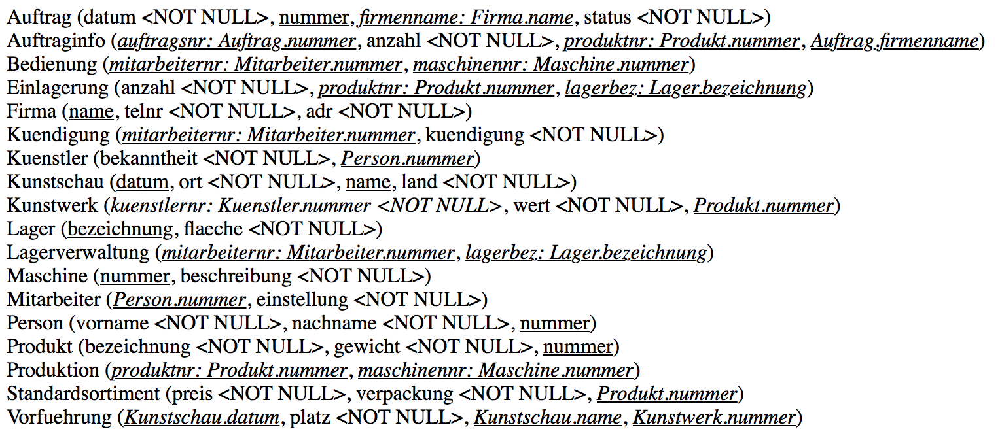 Auftrag (datum <NOT NULL>, nummer, firmenname: Firma.name, status <NOT NULL>)
Auftraginfo (auftragsnr: Auftrag.nummer, anzahl <NOT NULL>, produktnr: Produkt.nummer, Auftrag.firmenname)
Bedienung (mitarbeiternr: Mitarbeiter.nummer, maschinennr: Maschine.nummer)
Einlagerung (anzahl <NOT NULL>, produktnr: Produkt.nummer, lagerbez: Lager.bezeichnung)
Firma (name, telnr <NOT NULL>, adr <NOT NULL>)
Kuendigung (mitarbeiternr: Mitarbeiter.nummer, kuendigung <NOT NULL>)
Kuenstler (bekanntheit <NOT NULL>, Person.nummer)
Kunstschau (datum, ort <NOT NULL>, name, land <NOT NULL>)
Kunstwerk (kuenstlernr: Kuenstler.nummer <NOT NULL>, wert <NOT NULL>, Produkt.nummer)
Lager (bezeichnung, flaeche <NOT NULL>)
Lagerverwaltung (mitarbeiternr: Mitarbeiter.nummer, lagerbez: Lager.bezeichnung)
Maschine (nummer, beschreibung <NOT NULL>)
Mitarbeiter (Person.nummer, einstellung <NOT NULL>)
Person (vorname <NOT NULL>, nachname <NOT NULL>, nummer)
Produkt (bezeichnung <NOT NULL>, gewicht <NOT NULL>, nummer)
Produktion (produktnr: Produkt.nummer, maschinennr: Maschine.nummer)
Standardsortiment (preis <NOT NULL>, verpackung <NOT NULL>, Produkt.nummer)
Vorfuehrung (Kunstschau.datum, platz <NOT NULL>, Kunstschau.name, Kunstwerk.nummer)